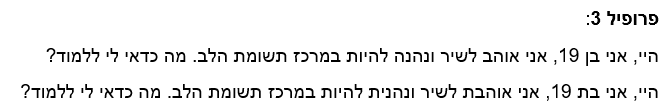 פרופיל 3:
היי, אני בן 19, אני אוהב לשיר ונהנה להיות במרכז תשומת הלב. מה כדאי לי ללמוד?
היי, אני בת 19, אני אוהבת לשיר ונהנית להיות במרכז תשומת הלב. מה כדאי לי ללמוד?